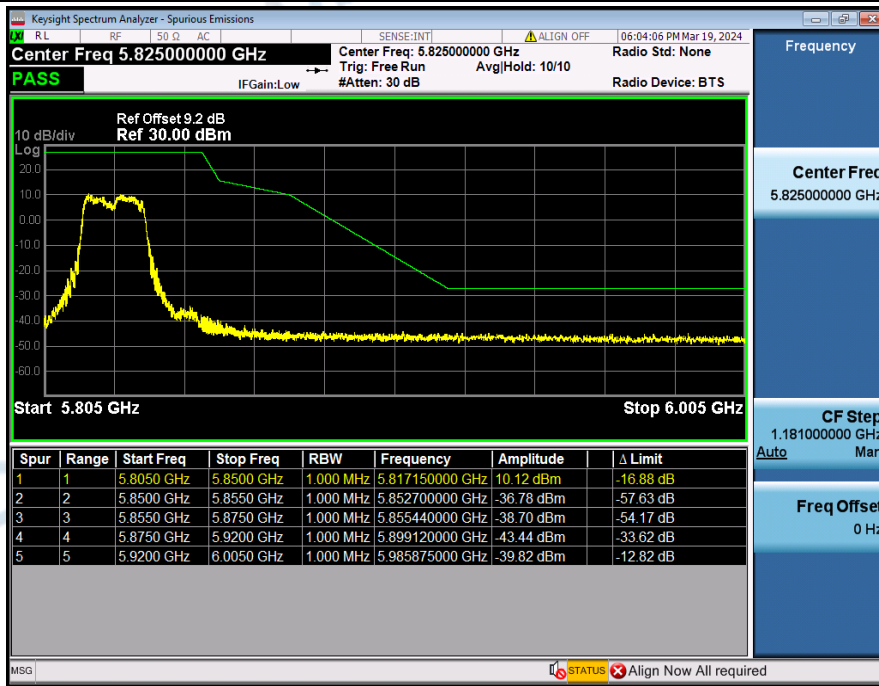 Keysight Spectrum Analyzer - Spurious Emissions
LXI RL RF 50 Ω AC SENSE:INT ALIGN OFF 06:04:06 PM Mar 19, 2024
Center Freq 5.825000000 GHz
Center Freq: 5.825000000 GHz
Radio Std: None
Trig: Free Run Avg|Hold: 10/10
PASS
IFGain:Low
#Atten: 30 dB
Radio Device: BTS
Ref Offset 9.2 dB
10 dB/div Ref 30.00 dBm
Log
20.0
10.0
0.00
-10.0
-20.0
-30.0
-40.0
-50.0
-60.0
Start 5.805 GHz Stop 6.005 GHz
Spur Range Start Freq Stop Freq RBW Frequency Amplitude Δ Limit
1 1 5.8050 GHz 5.8500 GHz 1.000 MHz 5.817150000 GHz 10.12 dBm -16.88 dB
2 2 5.8500 GHz 5.8550 GHz 1.000 MHz 5.852700000 GHz -36.78 dBm -57.63 dB
3 3 5.8550 GHz 5.8750 GHz 1.000 MHz 5.855440000 GHz -38.70 dBm -54.17 dB
4 4 5.8750 GHz 5.9200 GHz 1.000 MHz 5.899120000 GHz -43.44 dBm -33.62 dB
5 5 5.9200 GHz 6.0050 GHz 1.000 MHz 5.985875000 GHz -39.82 dBm -12.82 dB
Frequency
Center Freq
5.825000000 GHz
CF Step
1.181000000 GHz
Auto Man
Freq Offset
0 Hz
MSG STATUS Align Now All required